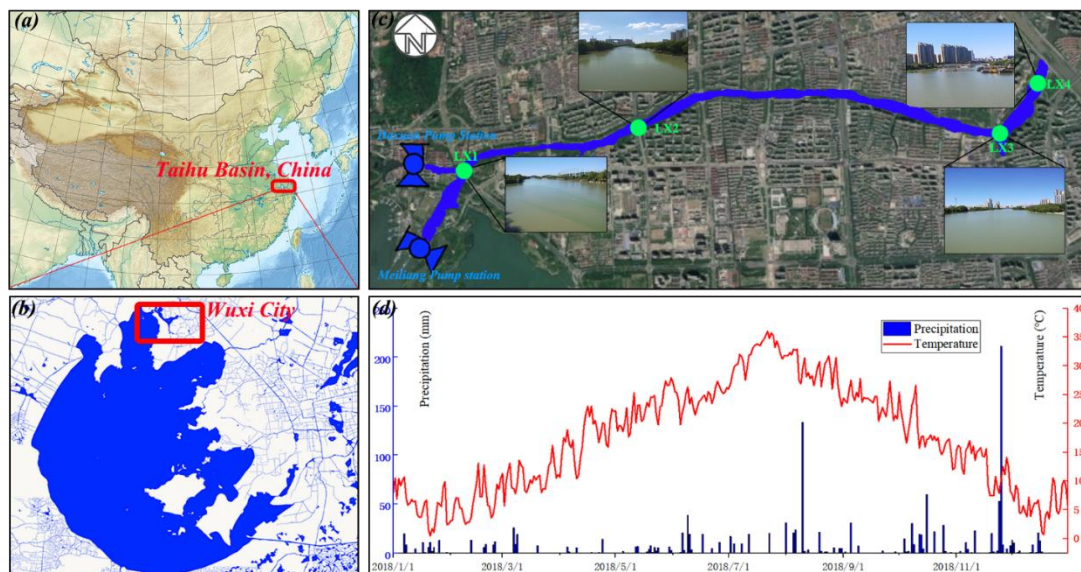 (a)
Taihu Basin, China
(b)
Wuxi City
(c)
N
Pump Station
LX1
LX2
LX3
LX4
Meiliang Pump station
(d)
Precipitation (mm)
Precipitation
Temperature
Temperature (°C)
200
150
100
50
0
35
30
25
20
15
10
5
0
2018/1/1
2018/3/1
2018/5/1
2018/7/1
2018/9/1
2018/11/1